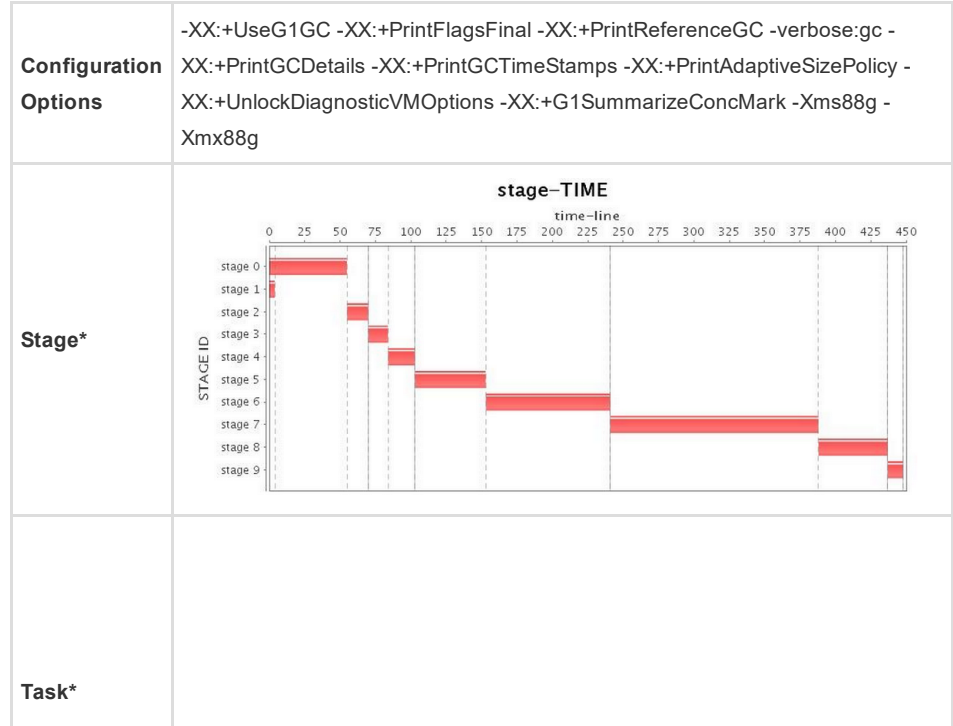 -XX:+UseG1GC -XX:+PrintFlagsFinal -XX:+PrintReferenceGC -verbose:gc -
Configuration XX:+PrintGCDetails -XX:+PrintGCTimeStamps -XX:+PrintAdaptiveSizePolicy -
Options XX:+UnlockDiagnosticVMOptions -XX:+G1SummarizeConcMark -Xms88g -
Xmx88g
Stage*
stage-TIME
time-line
0 25 50 75 100 125 150 175 200 225 250 275 300 325 350 375 400 425 450
STAGE ID
stage 0
stage 1
stage 2
stage 3
stage 4
stage 5
stage 6
stage 7
stage 8
stage 9
Task*